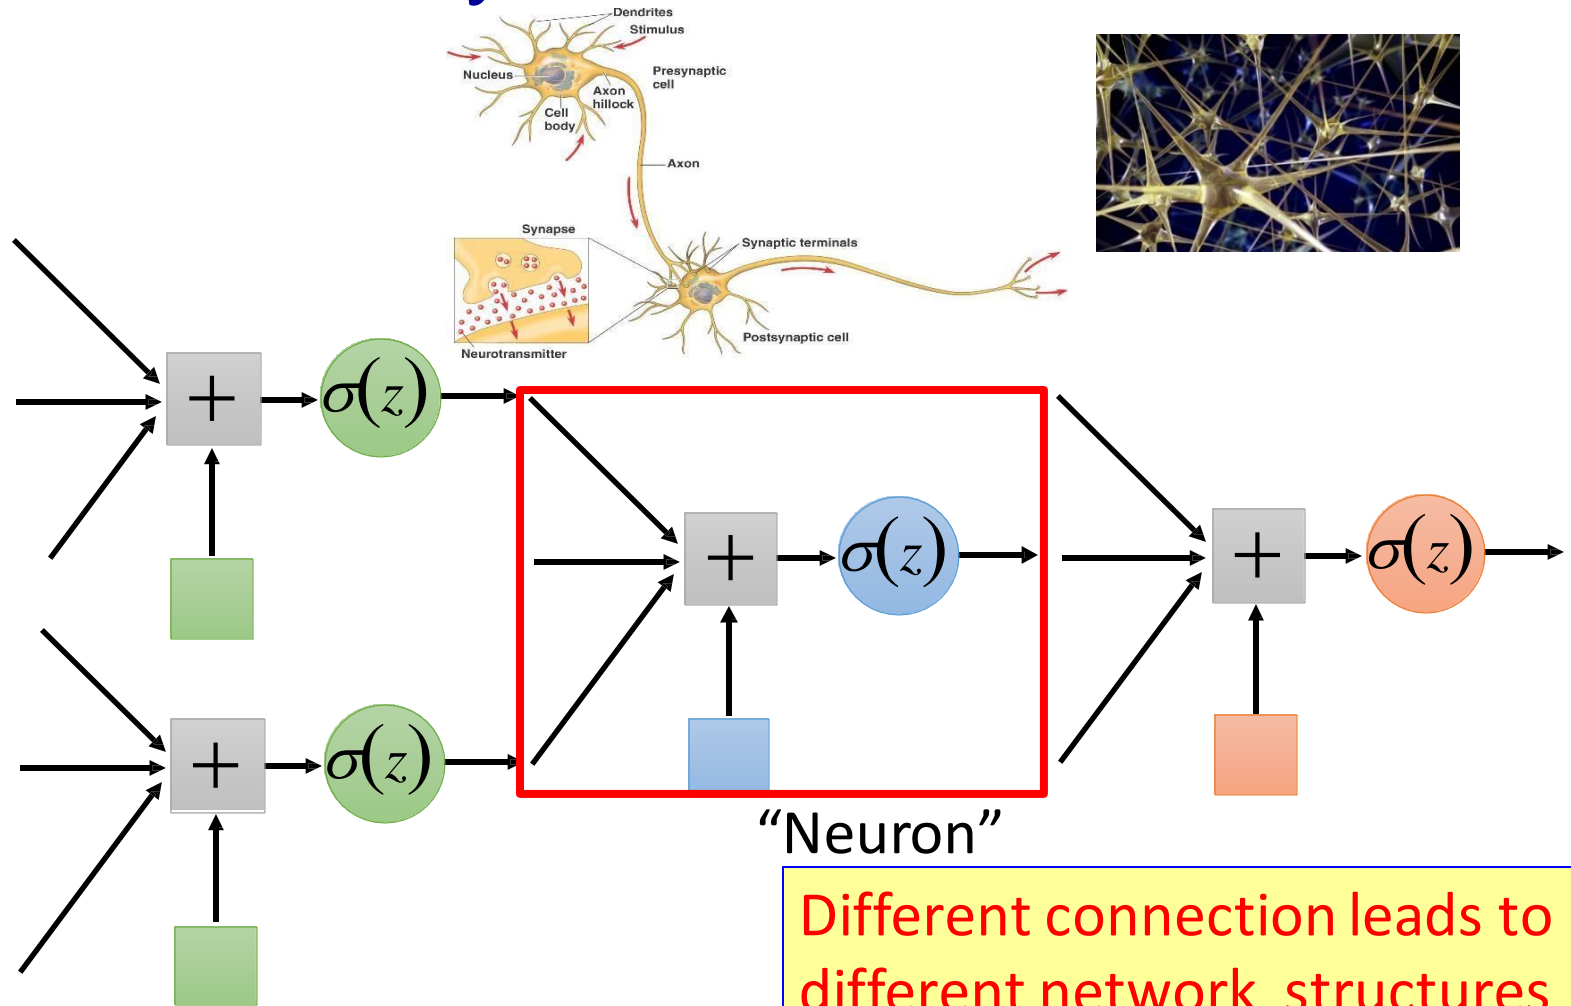 Dendrites
Stimulus
Nucleus
Presynaptic
cell
Axon
hillock
Cell
body
Axon
Synapse
Synaptic terminals
Neurotransmitter
Postsynaptic cell
+
σ(z)
+
σ(z)
+
σ(z)
+
σ(z)
“Neuron”
Different connection leads to
different network structures